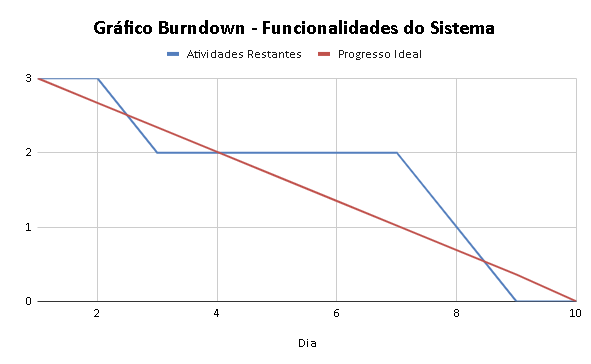 Gráfico Burndown - Funcionalidades do Sistema
Atividades Restantes Progresso Ideal
3
2
1
0
2 4 6 8 10
Dia